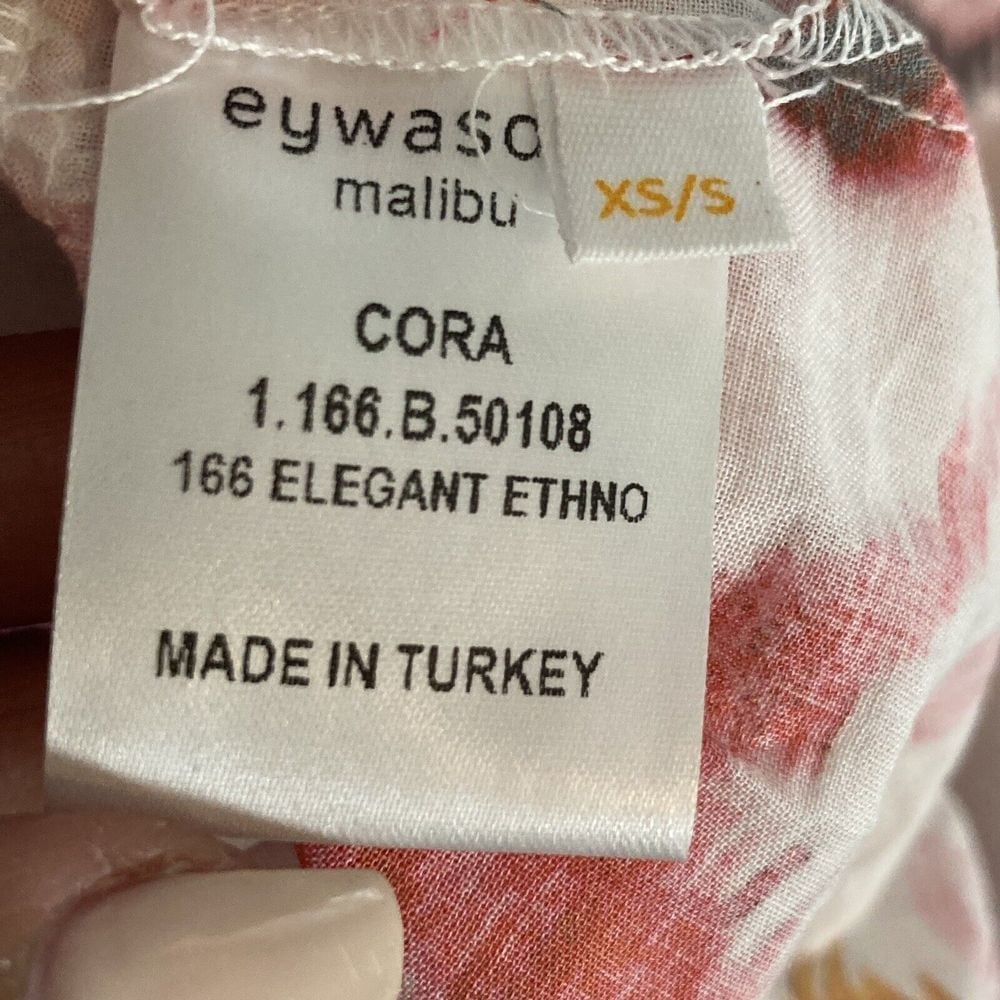 eywaso
malibu
XS/S
CORA
1.166.B.50108
166 ELEGANT ETHNO
MADE IN TURKEY